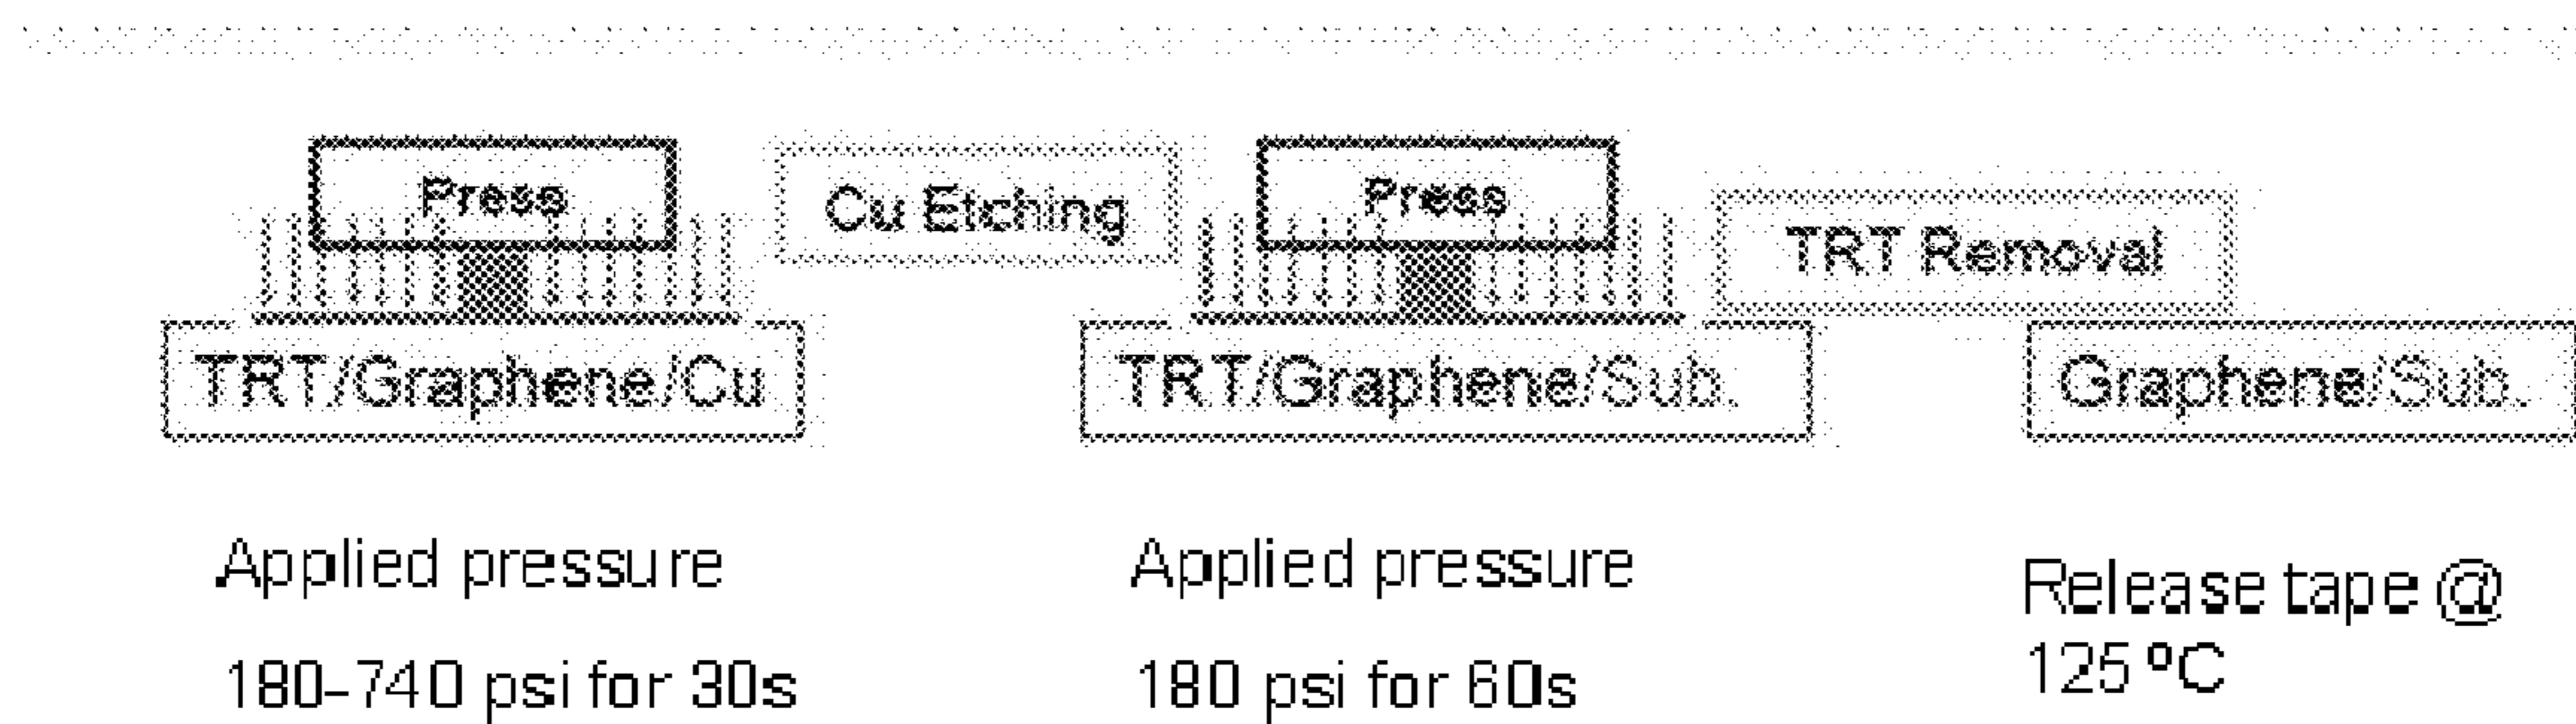 Press
Cu Etching
Press
TRT Removal
TRT/Graphene/Cu
TRT/Graphene/Sub.
Graphene/Sub.
Applied pressure
180-740 psi for 30s
Applied pressure
180 psi for 60s
Release tape @
125 ºC